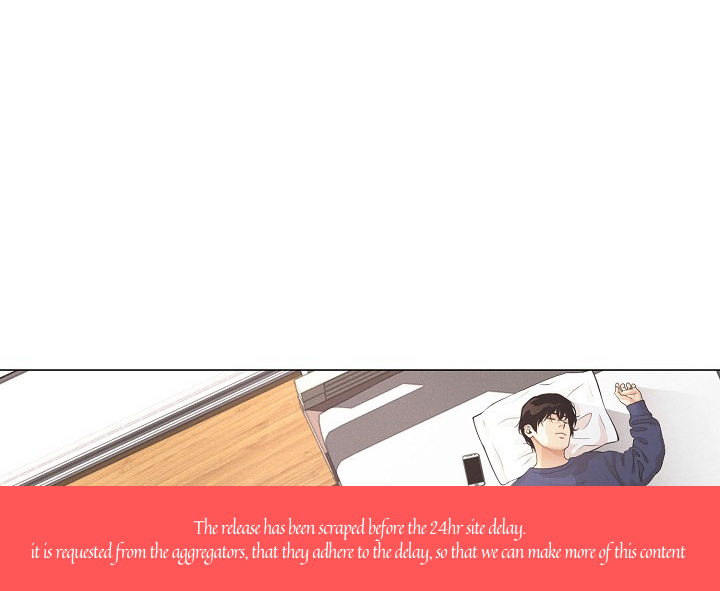 The release has been scraped before the 24hr site delay.
it is requested from the aggregators, that they adhere to the delay, so that we can make more of this content